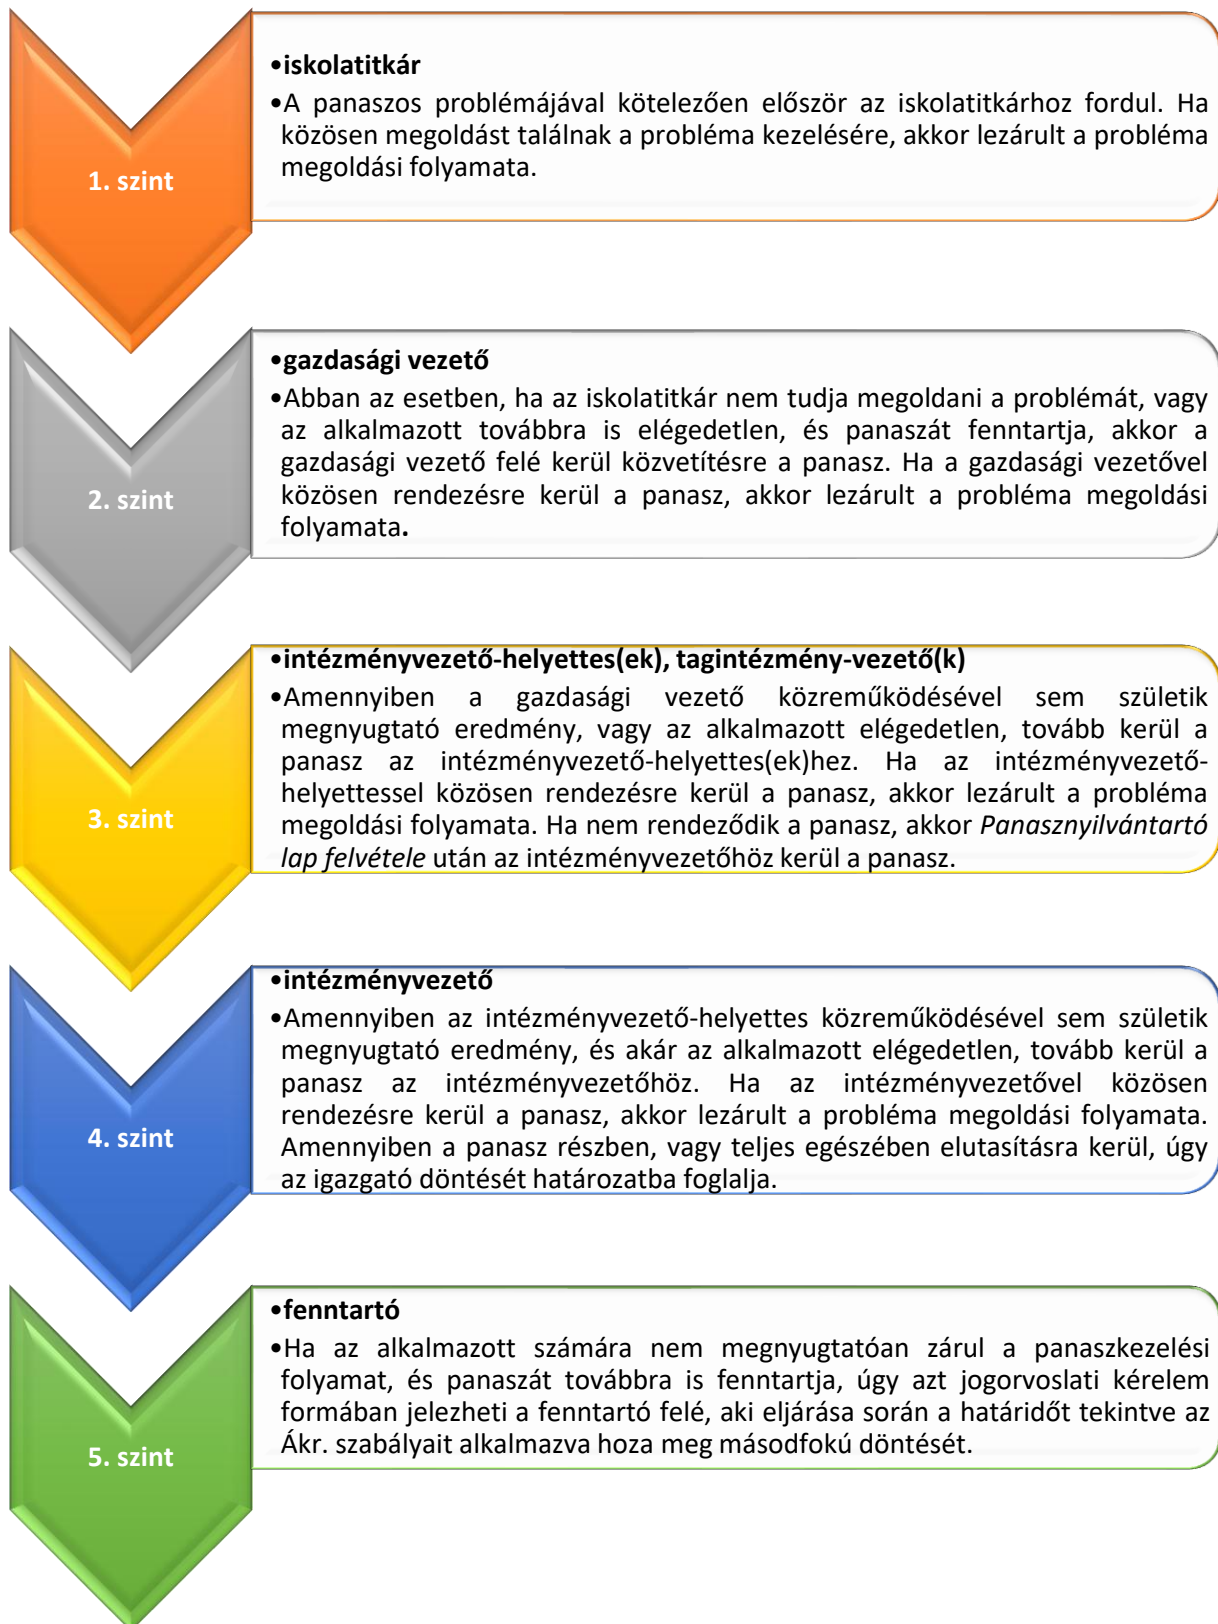 1. szint
•iskolatitkár
•A panaszos problémájával kötelezően először az iskolatitkárhoz fordul. Ha
közösen megoldást találnak a probléma kezelésére, akkor lezárult a probléma
megoldási folyamata.
2. szint
•gazdasági vezető
•Abban az esetben, ha az iskolatitkár nem tudja megoldani a problémát, vagy
az alkalmazott továbbra is elégedetlen, és panaszát fenntartja, akkor a
gazdasági vezető felé kerül közvetítésre a panasz. Ha a gazdasági vezetővel
közösen rendezésre kerül a panasz, akkor lezárult a probléma megoldási
folyamata.
3. szint
•intézményvezető-helyettes(ek), tagintézmény-vezető(k)
•Amennyiben a gazdasági vezető közreműködésével sem születik
megnyugtató eredmény, vagy az alkalmazott elégedetlen, tovább kerül a
panasz az intézményvezető-helyettes(ek)hez. Ha az intézményvezető-
helyettessel közösen rendezésre kerül a panasz, akkor lezárult a probléma
megoldási folyamata. Ha nem rendeződik a panasz, akkor Panasznyilvántartó
lap felvétele után az intézményvezetőhöz kerül a panasz.
4. szint
•intézményvezető
•Amennyiben az intézményvezető-helyettes közreműködésével sem születik
megnyugtató eredmény, és akár az alkalmazott elégedetlen, tovább kerül a
panasz az intézményvezetőhöz. Ha az intézményvezetővel közösen
rendezésre kerül a panasz, akkor lezárult a probléma megoldási folyamata.
Amennyiben a panasz részben, vagy teljes egészében elutasításra kerül, úgy
az igazgató döntését határozatba foglalja.
5. szint
•fenntartó
•Ha az alkalmazott számára nem megnyugtatóan zárul a panaszkezelési
folyamat, és panaszát továbbra is fenntartja, úgy azt jogorvoslati kérelem
formában jelezheti a fenntartó felé, aki eljárása során a határidőt tekintve az
Ákr. szabályait alkalmazva hoza meg másodfokú döntését.